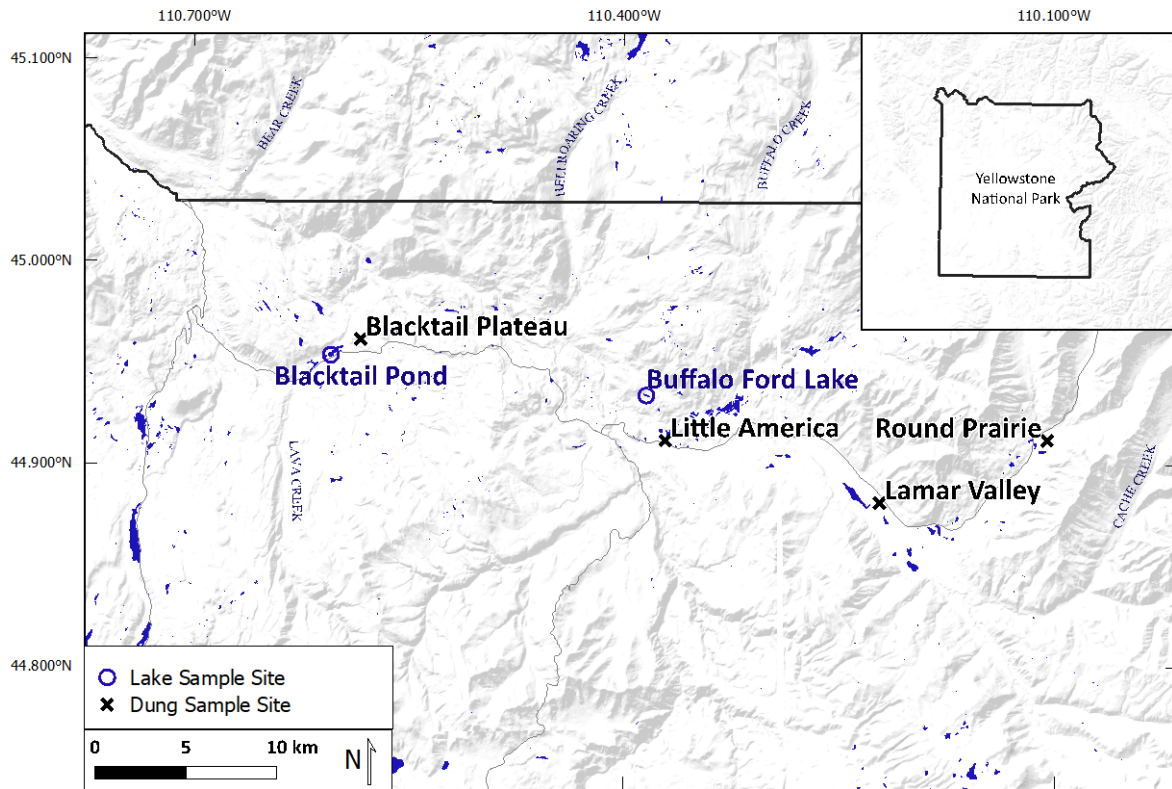 110.700°W
110.400°W
110.100°W
45.100°N
45.000°N
44.900°N
44.800°N
BEAR CREEK
HELLROARING CREEK
BUFFALO CREEK
Yellowstone
National Park
Blacktail Plateau
Blacktail Pond
Buffalo Ford Lake
Little America
Round Prairie
Lamar Valley
LAVA CREEK
CACHE CREEK
Lake Sample Site
Dung Sample Site
0 5 10 km
N